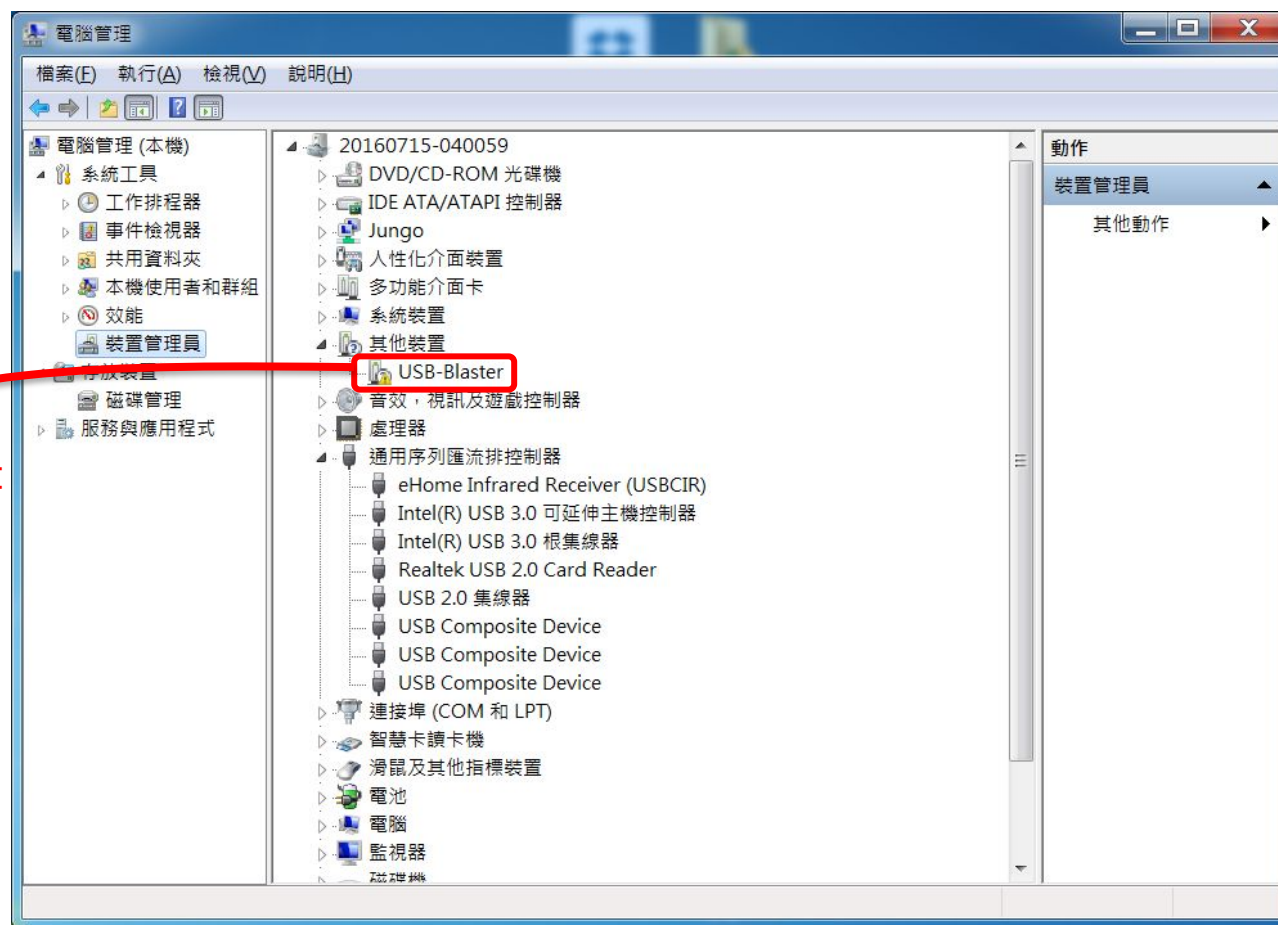 電腦管理
檔案(F) 執行(A) 檢視(V) 說明(H)
電腦管理 (本機)
系統工具
工作排程器
事件檢視器
共用資料夾
本機使用者和群組
效能
裝置管理員
存放裝置
磁碟管理
服務與應用程式
20160715-040059
DVD/CD-ROM 光碟機
IDE ATA/ATAPI 控制器
Jungo
人性化介面裝置
多功能介面卡
系統裝置
其他裝置
USB-Blaster
音效，視訊及遊戲控制器
處理器
通用序列匯流排控制器
eHome Infrared Receiver (USBCIR)
Intel(R) USB 3.0 可延伸主機控制器
Intel(R) USB 3.0 根集線器
Realtek USB 2.0 Card Reader
USB 2.0 集線器
USB Composite Device
USB Composite Device
USB Composite Device
連接埠 (COM 和 LPT)
智慧卡讀卡機
滑鼠及其他指標裝置
電池
電腦
監視器
磁碟機
動作
裝置管理員
其他動作